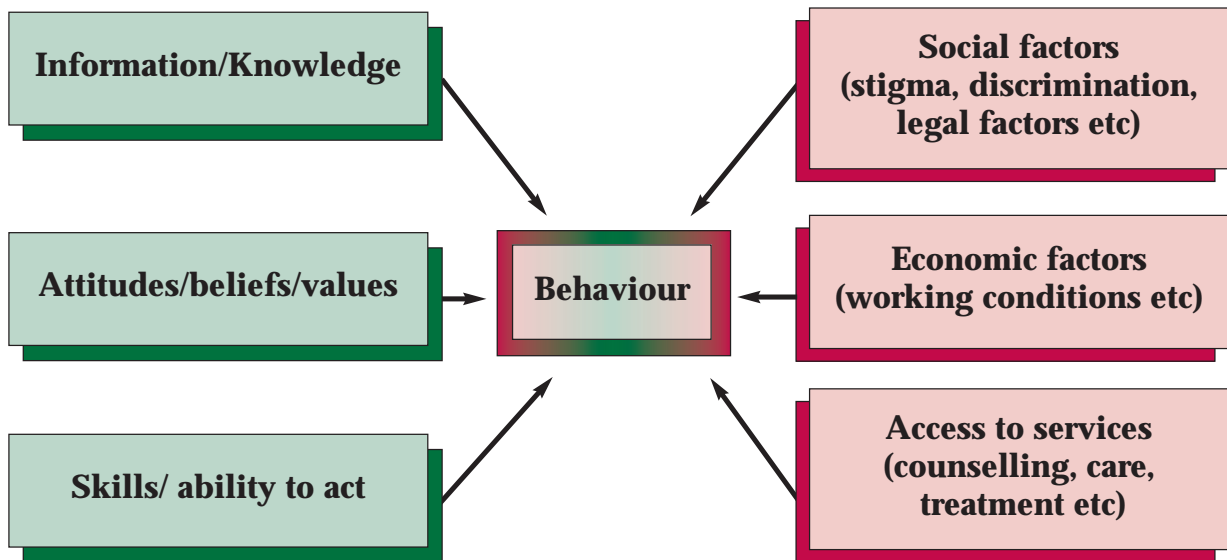 Information/Knowledge
Attitudes/beliefs/values
Skills/ ability to act
Behaviour
Social factors
(stigma, discrimination,
legal factors etc)
Economic factors
(working conditions etc)
Access to services
(counselling, care,
treatment etc)